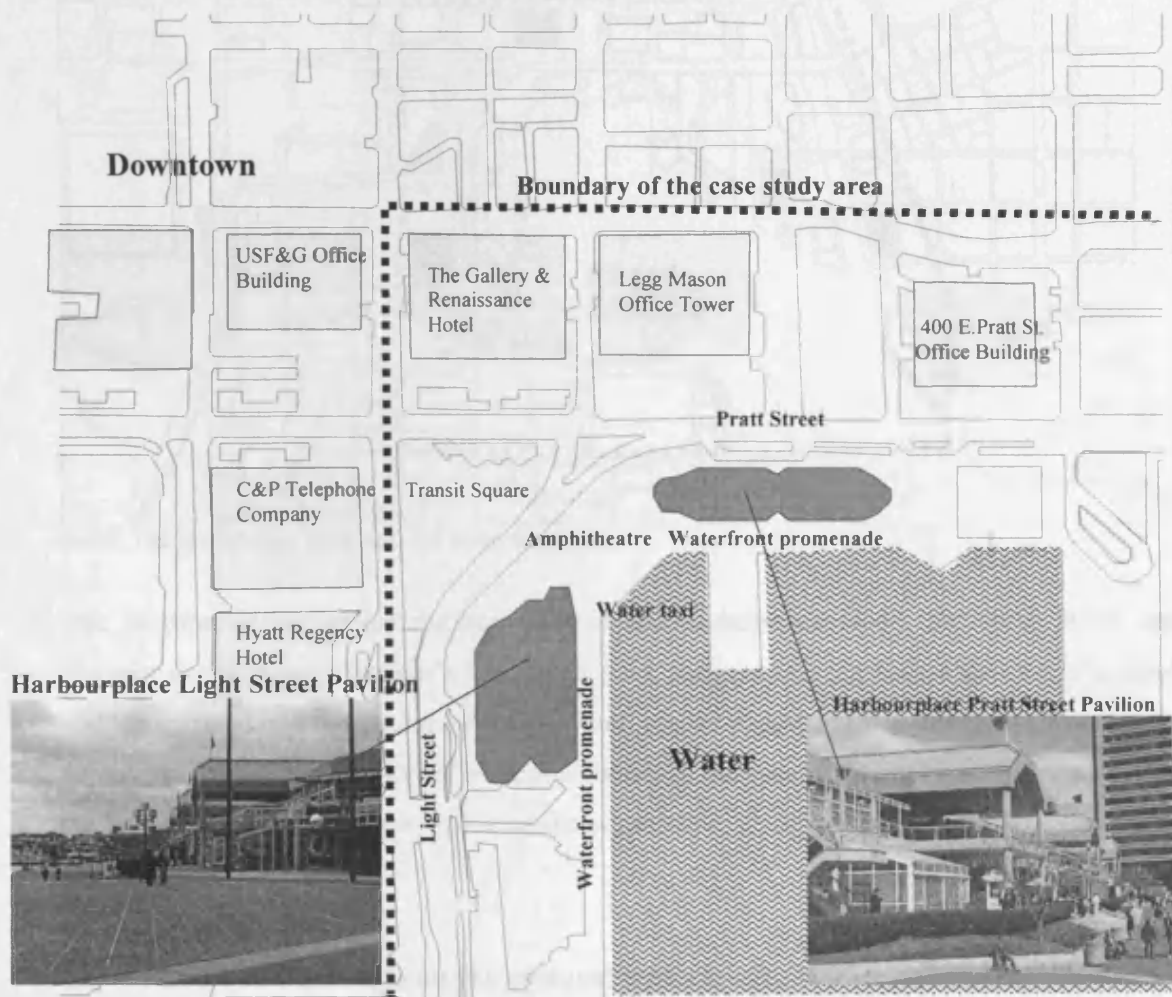 Downtown
Boundary of the case study area
USF&G Office
Building
The Gallery &
Renaissance
Hotel
Legg Mason
Office Tower
400 E.Pratt St.
Office Building
Pratt Street
C&P Telephone
Company
Transit Square
Amphitheatre
Waterfront promenade
Water taxi
Hyatt Regency
Hotel
Harbourplace Light Street Pavilion
Harbourplace Pratt Street Pavilion
Water
Light Street
Waterfront promenade